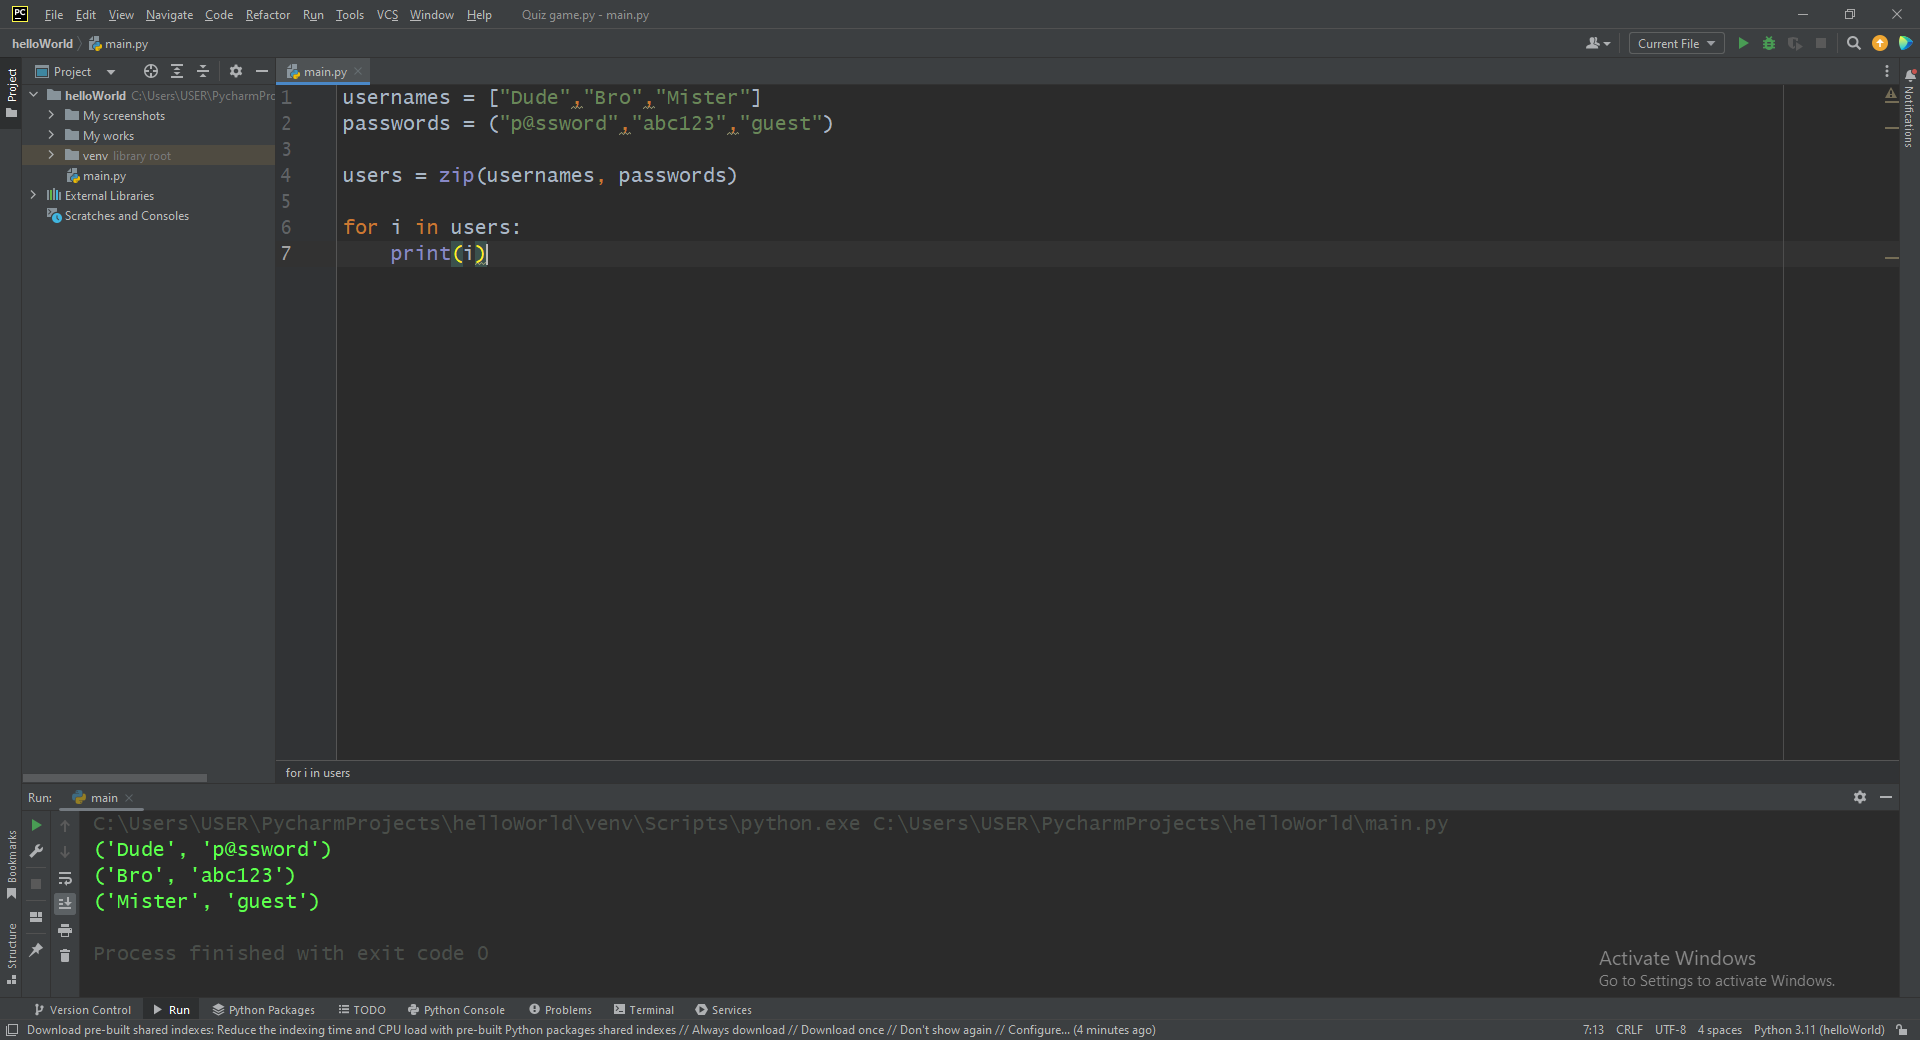 PC File Edit View Navigate Code Refactor Run Tools VCS Window Help Quiz game.py - main.py
helloWorld main.py Current File
Project main.py
Project
helloWorld C:\Users\USER\PycharmPro
My screenshots
My works
venv library root
main.py
External Libraries
Scratches and Consoles
1 usernames = ["Dude","Bro","Mister"]
2 passwords = ("p@ssword","abc123","guest")
3
4 users = zip(usernames, passwords)
5
6 for i in users:
7 print(i)
Notifications
for i in users
Run: main
C:\Users\USER\PycharmProjects\helloWorld\venv\Scripts\python.exe C:\Users\USER\PycharmProjects\helloWorld\main.py
('Dude', 'p@ssword')
('Bro', 'abc123')
('Mister', 'guest')
Process finished with exit code 0
Bookmarks
Structure
Activate Windows
Go to Settings to activate Windows.
Version Control Run Python Packages TODO Python Console Problems Terminal Services
Download pre-built shared indexes: Reduce the indexing time and CPU load with pre-built Python packages shared indexes // Always download // Download once // Don't show again // Configure... (4 minutes ago) 7:13 CRLF UTF-8 4 spaces Python 3.11 (helloWorld)